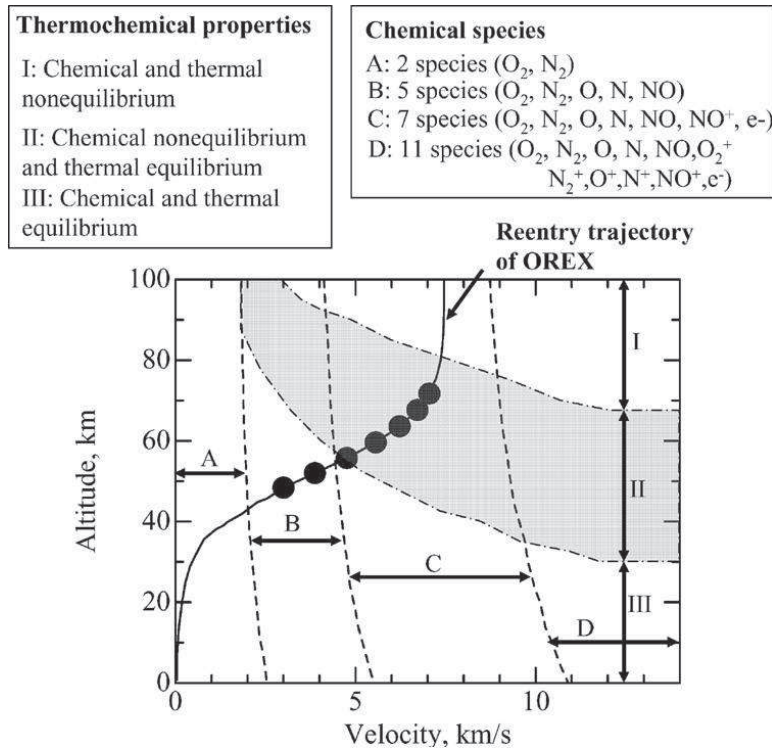 Thermochemical properties
I: Chemical and thermal
nonequilibrium
II: Chemical nonequilibrium
and thermal equilibrium
III: Chemical and thermal
equilibrium
Chemical species
A: 2 species (O₂, N₂)
B: 5 species (O₂, N₂, O, N, NO)
C: 7 species (O₂, N₂, O, N, NO, NO⁺, e-)
D: 11 species (O₂, N₂, O, N, NO,O₂⁺
N₂⁺,O⁺,N⁺,NO⁺,e⁻)
Reentry trajectory
of OREX
100
80
60
40
20
0
Altitude, km
A
B
C
D
I
II
III
0
5
10
Velocity, km/s